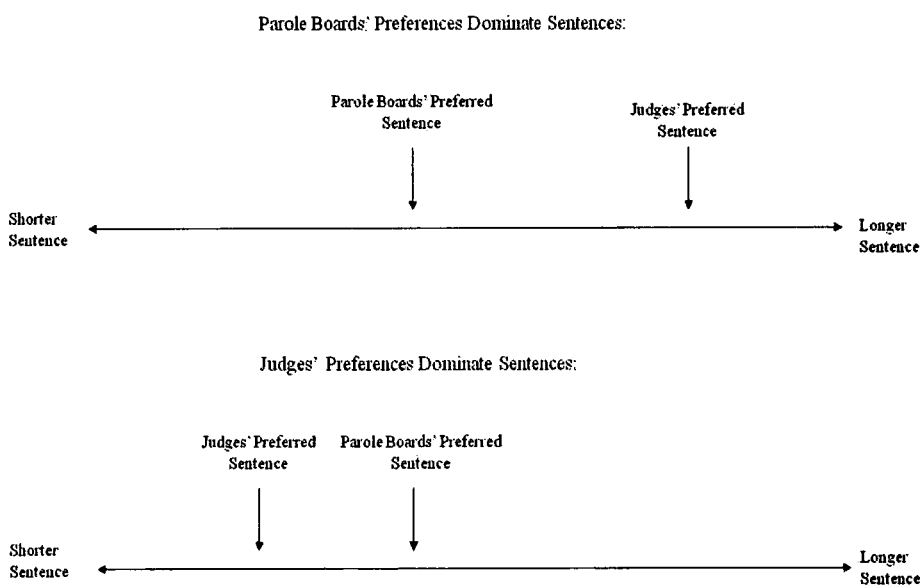 Parole Boards' Preferences Dominate Sentences:
Parole Boards' Preferred
Sentence
Judges' Preferred
Sentence
Shorter
Sentence
Longer
Sentence
Judges' Preferences Dominate Sentences:
Judges' Preferred
Sentence
Parole Boards' Preferred
Sentence
Shorter
Sentence
Longer
Sentence